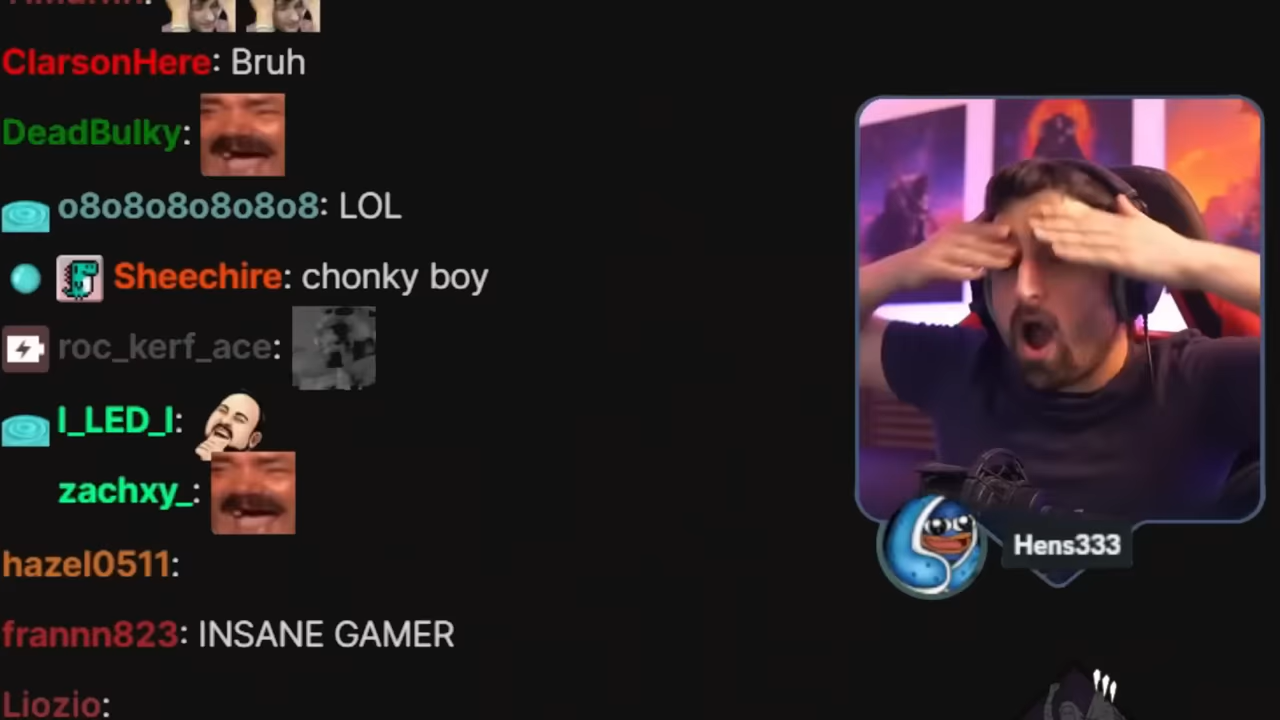 ClarsonHere: Bruh
DeadBulky:
o8o8o8o8o8o8: LOL
Sheechire: chonky boy
roc_kerf_ace:
I_LED_I:
zachxy_:
hazel0511:
frannn823: INSANE GAMER
Liozio:
Hens333